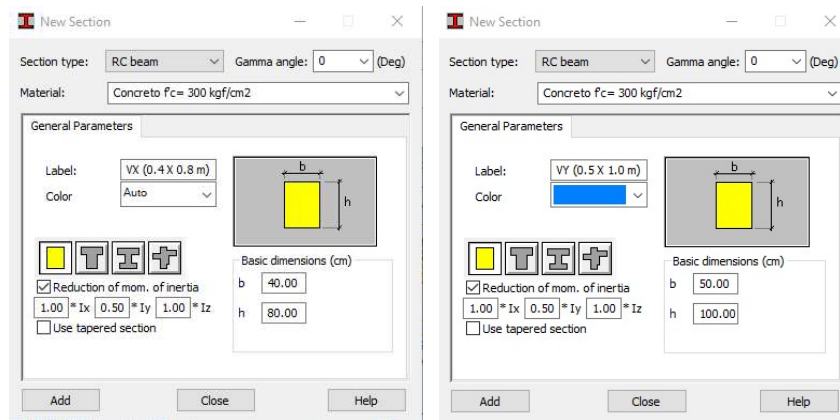 New Section
Section type: RC beam Gamma angle: 0 (Deg)
Material: Concreto f'c= 300 kgf/cm2
General Parameters
Label: VX (0.4 X 0.8 m)
Color Auto
b
h
Basic dimensions (cm)
b 40.00
h 80.00
Reduction of mom. of inertia
1.00 * Ix 0.50 * Iy 1.00 * Iz
Use tapered section
Add Close Help
New Section
Section type: RC beam Gamma angle: 0 (Deg)
Material: Concreto f'c= 300 kgf/cm2
General Parameters
Label: VY (0.5 X 1.0 m)
Color
b
h
Basic dimensions (cm)
b 50.00
h 100.00
Reduction of mom. of inertia
1.00 * Ix 0.50 * Iy 1.00 * Iz
Use tapered section
Add Close Help